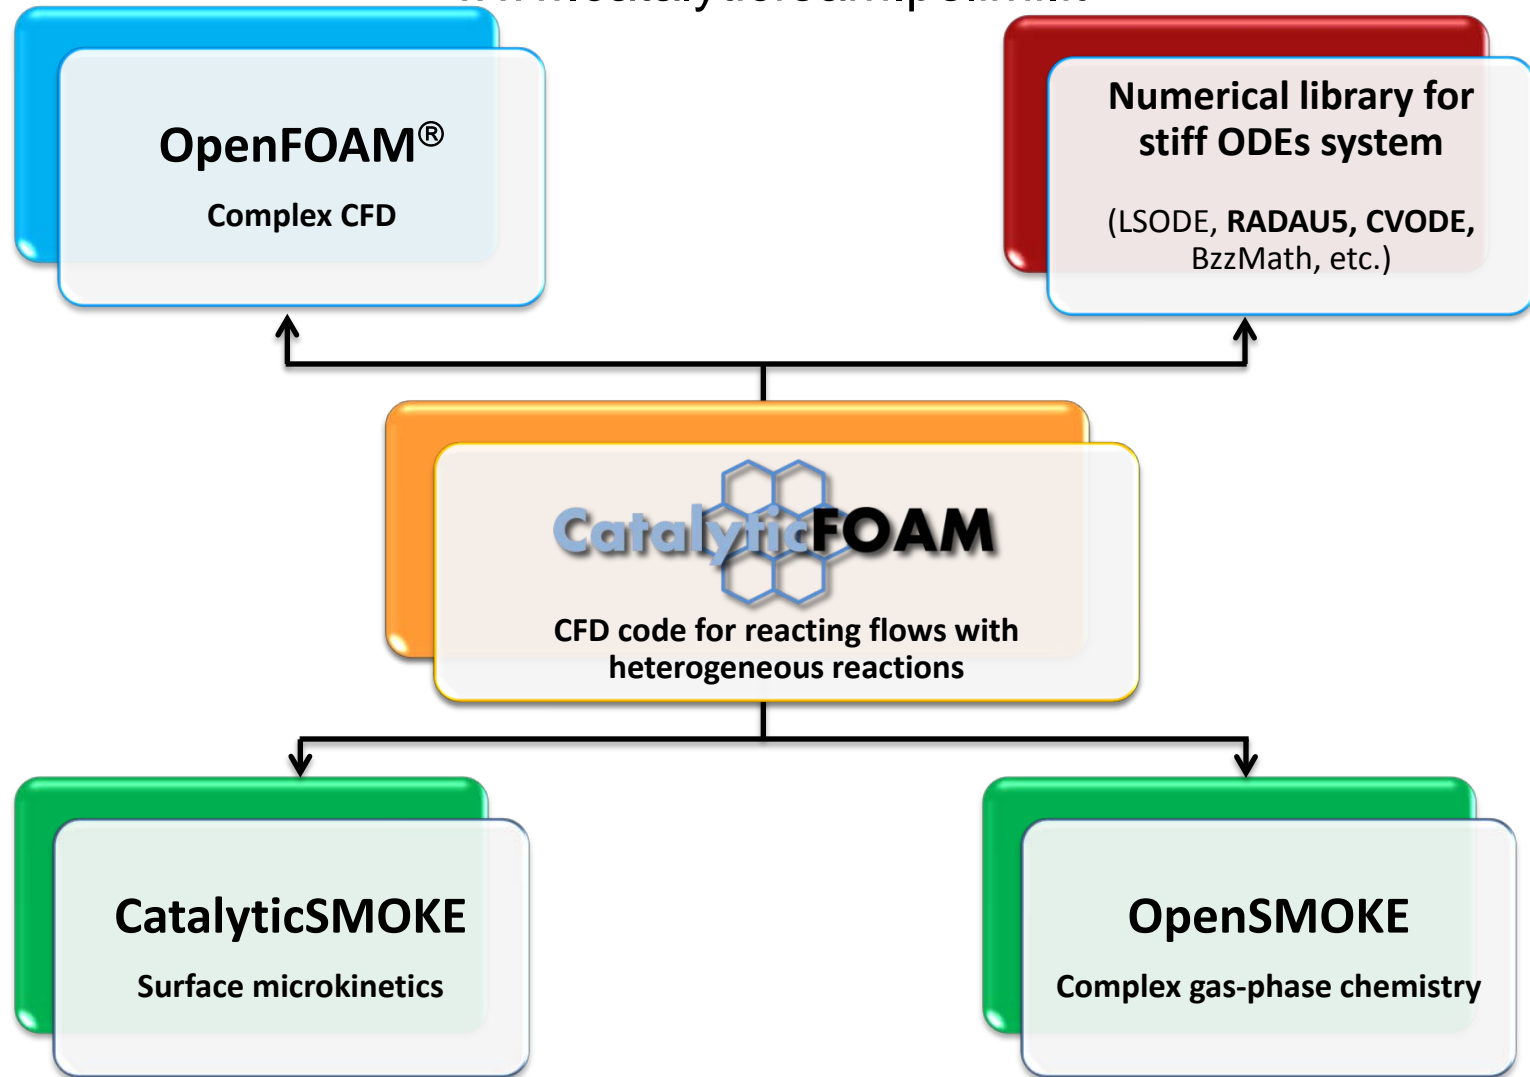 OpenFOAM®
Complex CFD
Numerical library for
stiff ODEs system
(LSODE, RADAU5, CVODE,
BzzMath, etc.)
CatalyticFOAM
CFD code for reacting flows with
heterogeneous reactions
CatalyticSMOKE
Surface microkinetics
OpenSMOKE
Complex gas-phase chemistry